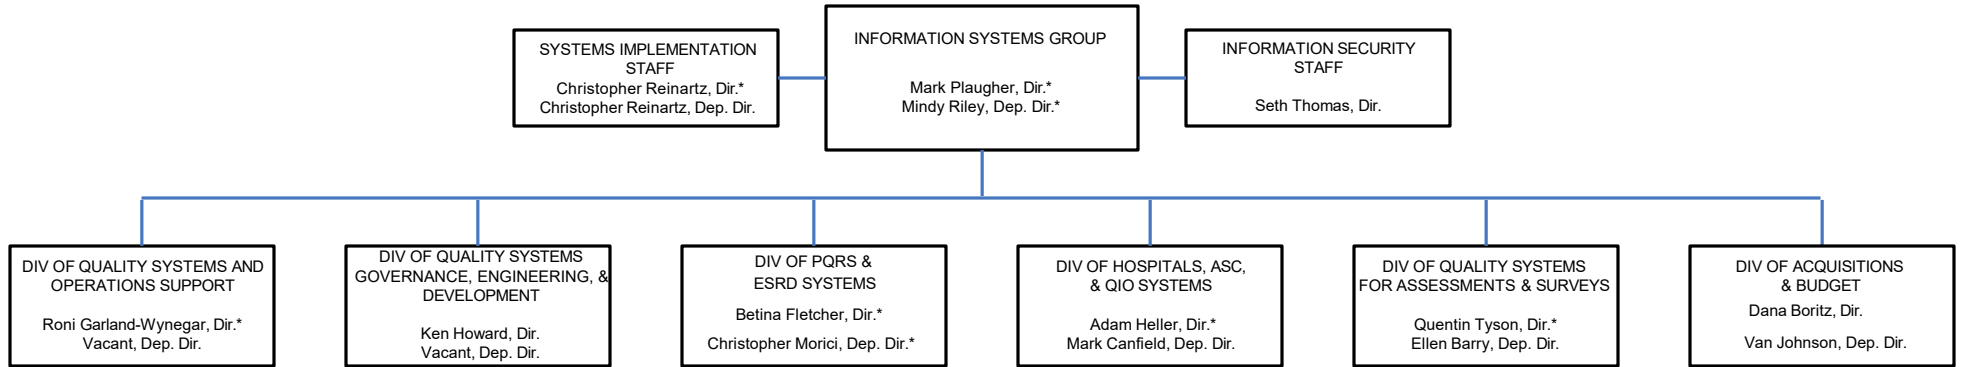 SYSTEMS IMPLEMENTATION
STAFF
Christopher Reinartz, Dir.*
Christopher Reinartz, Dep. Dir.
INFORMATION SYSTEMS GROUP
Mark Plaugher, Dir.*
Mindy Riley, Dep. Dir.*
INFORMATION SECURITY
STAFF
Seth Thomas, Dir.
DIV OF QUALITY SYSTEMS AND
OPERATIONS SUPPORT
Roni Garland-Wynegar, Dir.*
Vacant, Dep. Dir.
DIV OF QUALITY SYSTEMS
GOVERNANCE, ENGINEERING, &
DEVELOPMENT
Ken Howard, Dir.
Vacant, Dep. Dir.
DIV OF PQRS &
ESRD SYSTEMS
Betina Fletcher, Dir.*
Christopher Morici, Dep. Dir.*
DIV OF HOSPITALS, ASC,
& QIO SYSTEMS
Adam Heller, Dir.*
Mark Canfield, Dep. Dir.
DIV OF QUALITY SYSTEMS
FOR ASSESSMENTS & SURVEYS
Quentin Tyson, Dir.*
Ellen Barry, Dep. Dir.
DIV OF ACQUISITIONS
& BUDGET
Dana Boritz, Dir.
Van Johnson, Dep. Dir.